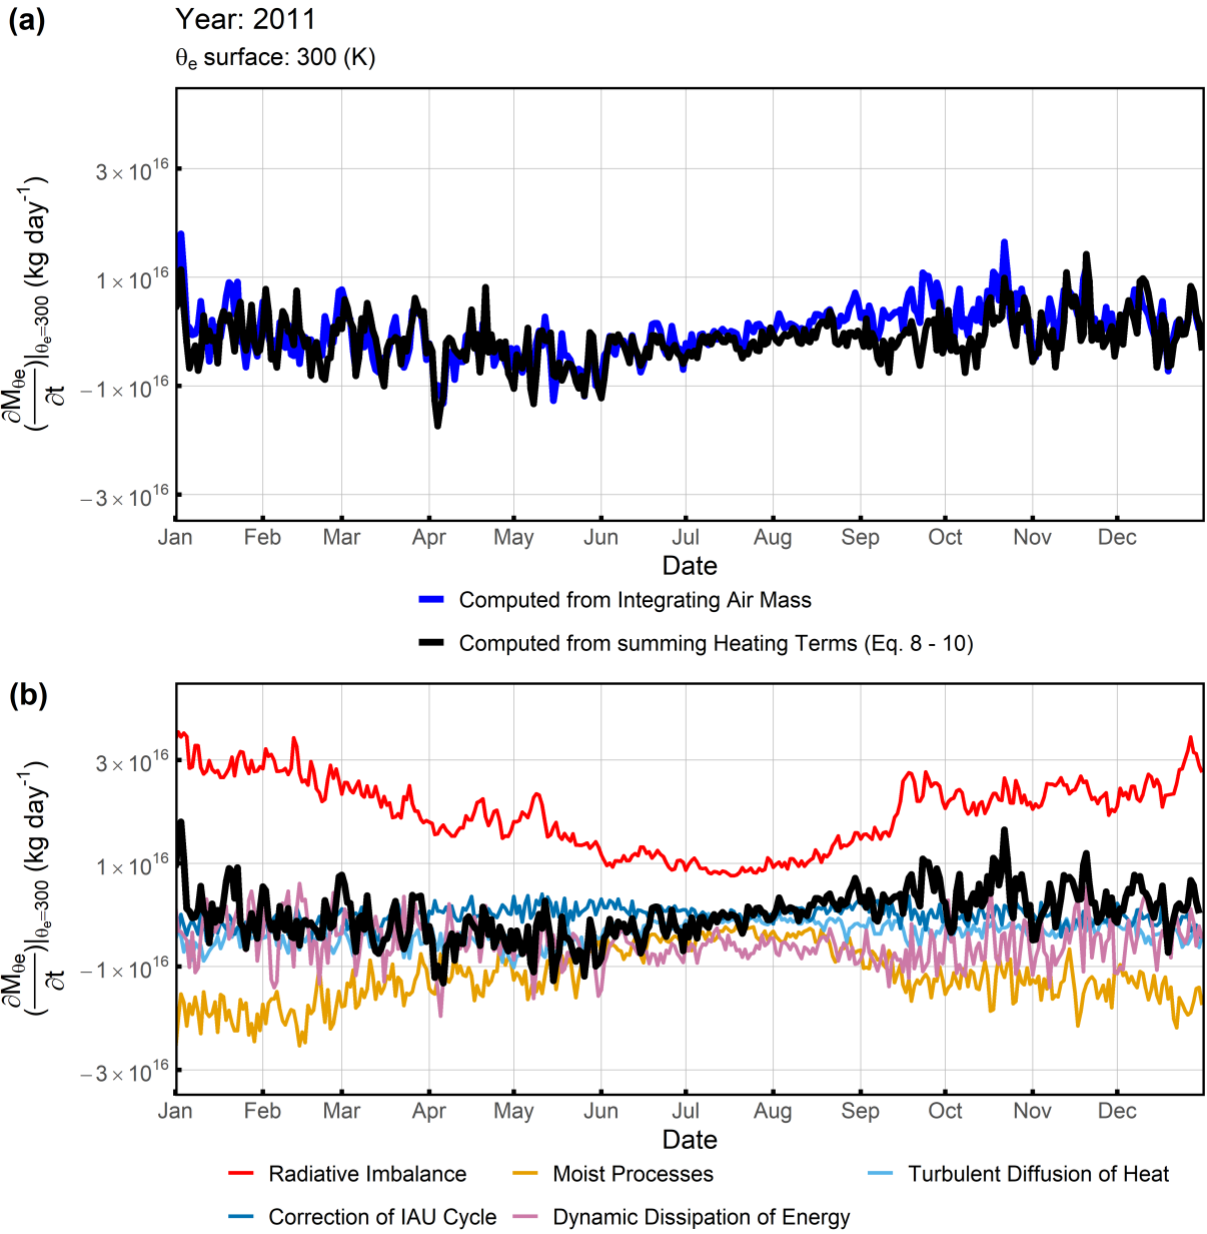 (a)
Year: 2011
θe surface: 300 (K)
3 × 10^16
1 × 10^16
−1 × 10^16
−3 × 10^16
(∂Mθe/∂t)|θe=300 (kg day^-1)
Jan Feb Mar Apr May Jun Jul Aug Sep Oct Nov Dec
Date
Computed from Integrating Air Mass
Computed from summing Heating Terms (Eq. 8 - 10)
(b)
3 × 10^16
1 × 10^16
−1 × 10^16
−3 × 10^16
(∂Mθe/∂t)|θe=300 (kg day^-1)
Jan Feb Mar Apr May Jun Jul Aug Sep Oct Nov Dec
Date
Radiative Imbalance Moist Processes Turbulent Diffusion of Heat
Correction of IAU Cycle Dynamic Dissipation of Energy